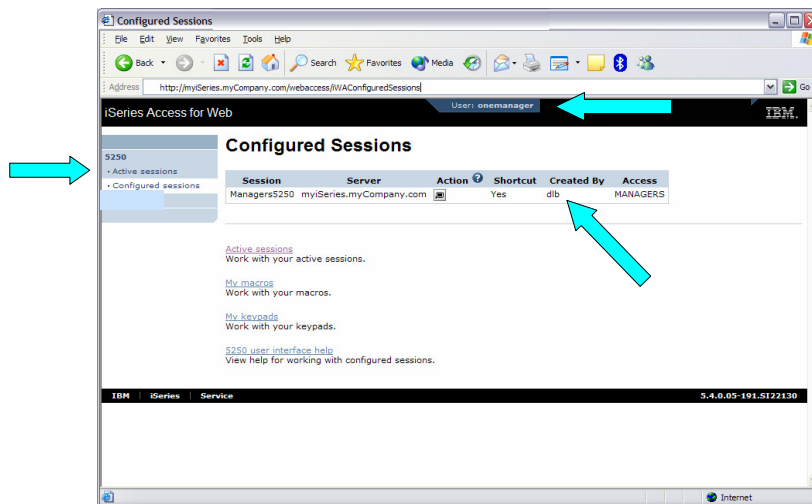 Configured Sessions
File Edit View Favorites Tools Help
Back Search Favorites Media
Address http://myiSeries.myCompany.com/webaccess/iWAConfiguredSessions Go
iSeries Access for Web User: onemanager IBM.
5250
Active sessions
Configured sessions
Configured Sessions
Session Server Action ? Shortcut Created By Access
Managers5250 myiSeries.myCompany.com Yes dlb MANAGERS
Active sessions
Work with your active sessions.
My macros
Work with your macros.
My keypads
Work with your keypads.
5250 user interface help
View help for working with configured sessions.
IBM | iSeries | Service 5.4.0.05-191.SI22130
Internet